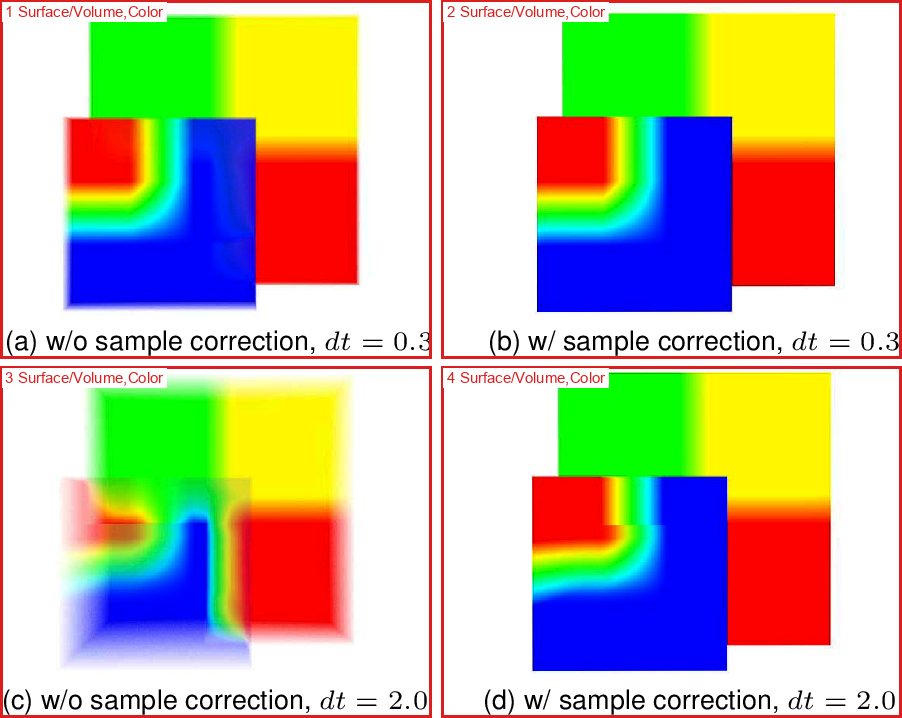 1 Surface/Volume,Color
2 Surface/Volume,Color
(a) w/o sample correction, dt = 0.3
(b) w/ sample correction, dt = 0.3
3 Surface/Volume,Color
4 Surface/Volume,Color
(c) w/o sample correction, dt = 2.0
(d) w/ sample correction, dt = 2.0